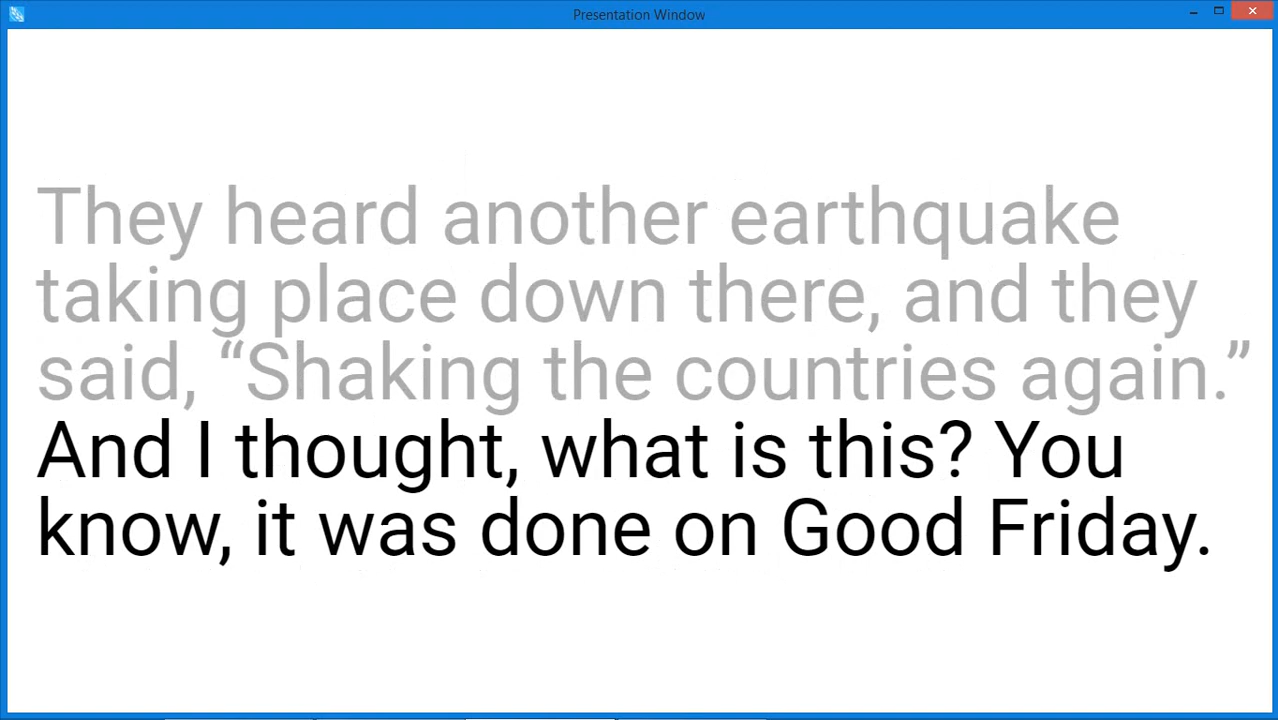 Presentation Window
They heard another earthquake
taking place down there, and they
said, “Shaking the countries again.”
And I thought, what is this? You
know, it was done on Good Friday.